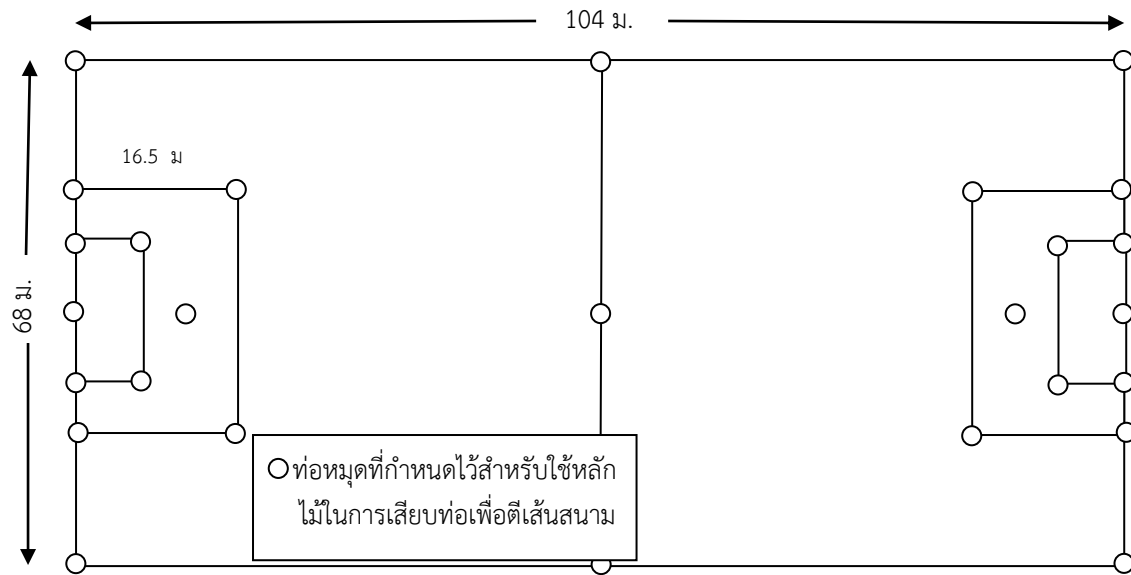 104 ม.
16.5 ม
68 ม.
ท่อหมุดที่กำหนดไว้สำหรับใช้หลัก
ไม้ในการเสียบท่อเพื่อตีเส้นสนาม